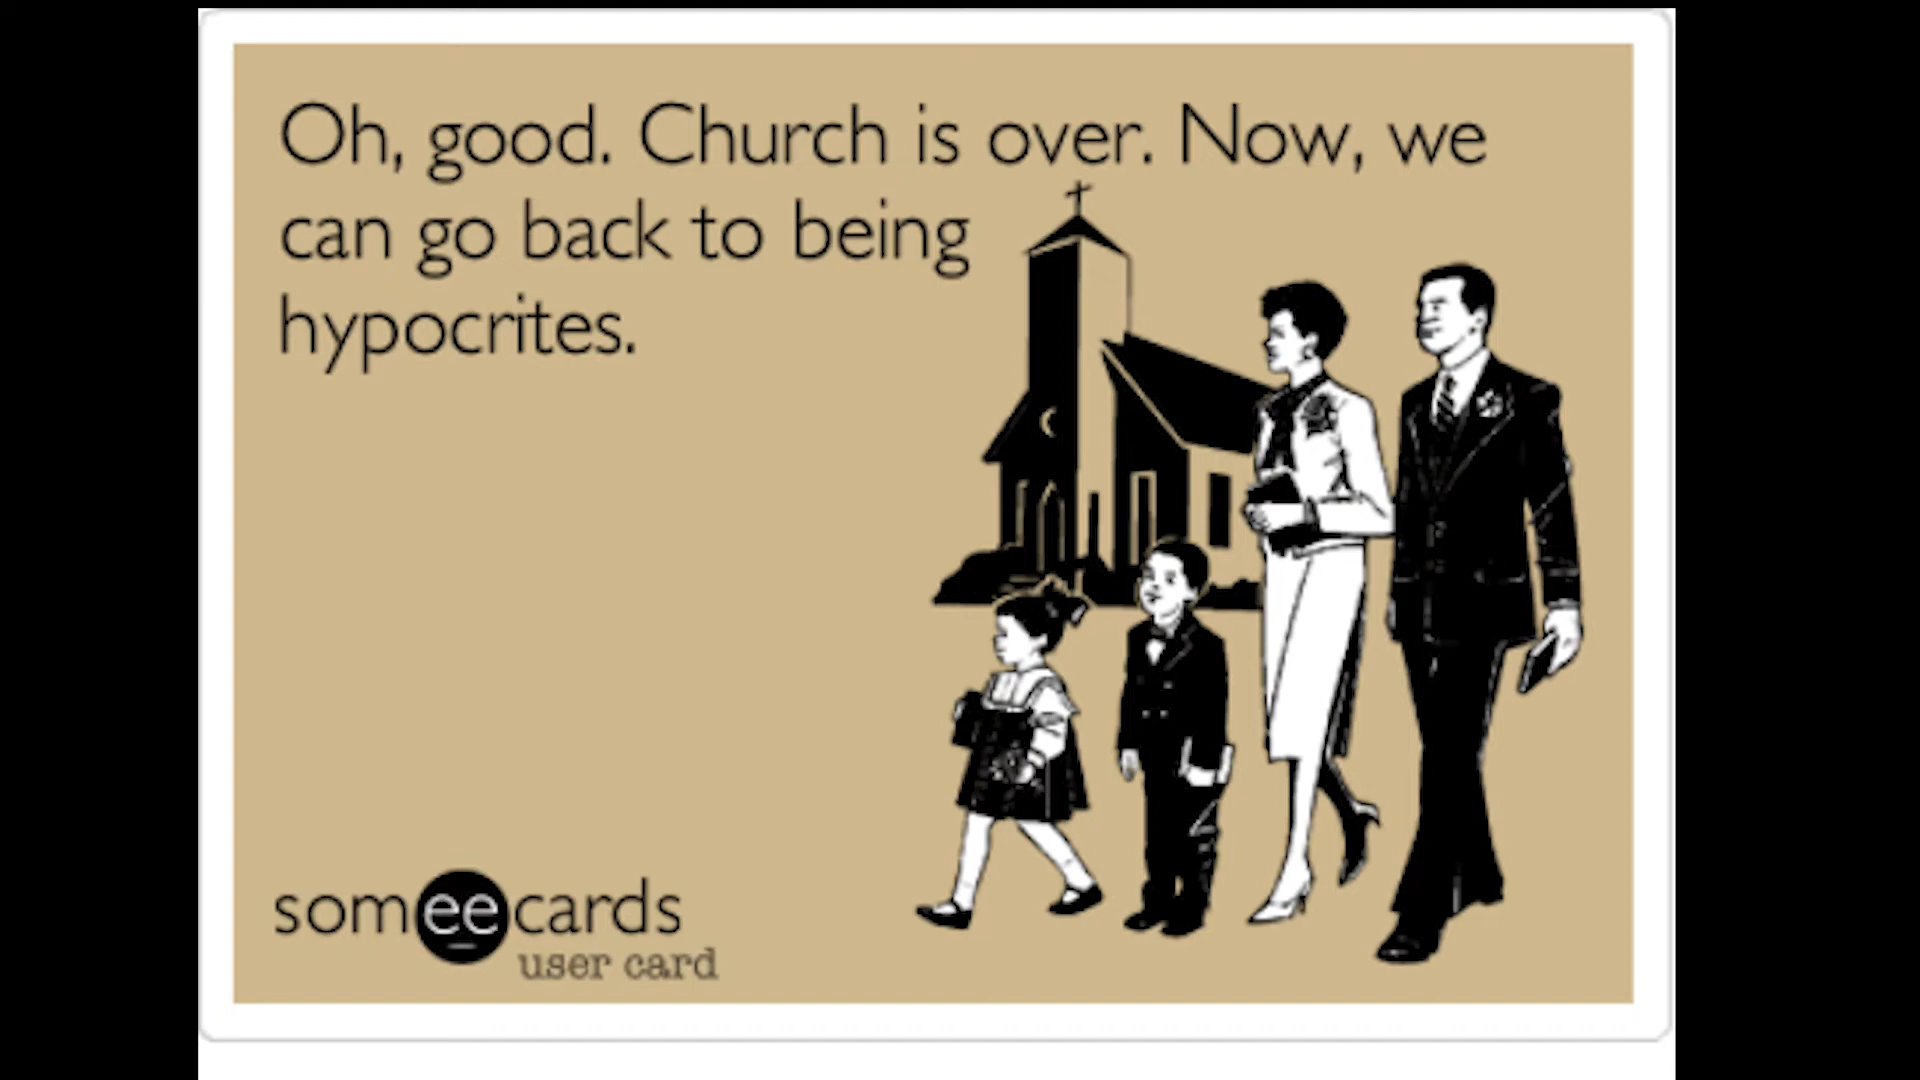 Oh, good. Church is over. Now, we
can go back to being
hypocrites.
someecards
user card